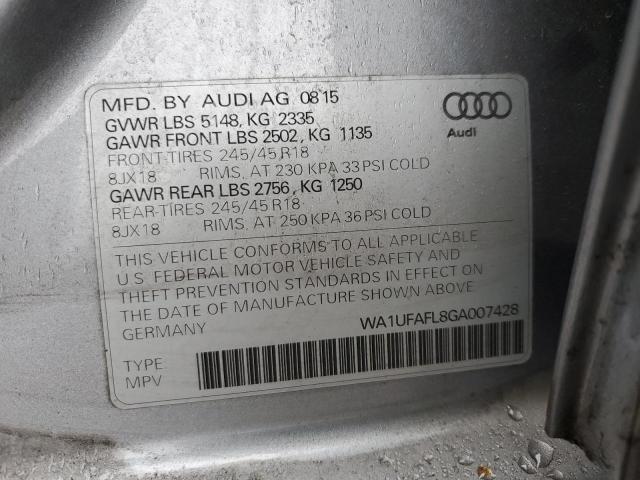 MFD. BY AUDI AG 0815
GVWR LBS 5148, KG 2335
GAWR FRONT LBS 2502, KG 1135
FRONT-TIRES 245/45 R18
8JX18 RIMS, AT 230 KPA 33 PSI COLD
GAWR REAR LBS 2756, KG 1250
REAR-TIRES 245/45 R18
8JX18 RIMS, AT 250 KPA 36 PSI COLD
Audi
THIS VEHICLE CONFORMS TO ALL APPLICABLE
U.S. FEDERAL MOTOR VEHICLE SAFETY AND
THEFT PREVENTION STANDARDS IN EFFECT ON
THE DATE OF MANUFACTURE SHOWN ABOVE
GERMANY
WA1UFAFL8GA007428
TYPE
MPV